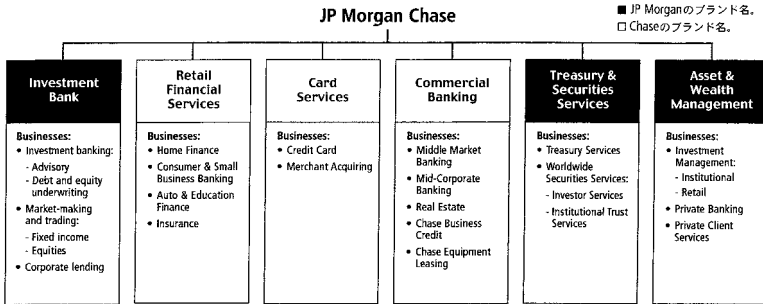 JP Morgan Chase
■ JP Morganのブランド名。
□ Chaseのブランド名。
Investment
Bank
Businesses:
• Investment banking:
- Advisory
- Debt and equity
underwriting
• Market-making
and trading:
- Fixed income
- Equities
• Corporate lending
Retail
Financial
Services
Businesses:
• Home Finance
• Consumer & Small
Business Banking
• Auto & Education
Finance
• Insurance
Card
Services
Businesses:
• Credit Card
• Merchant Acquiring
Commercial
Banking
Businesses:
• Middle Market
Banking
• Mid-Corporate
Banking
• Real Estate
• Chase Business
Credit
• Chase Equipment
Leasing
Treasury &
Securities
Services
Businesses:
• Treasury Services
• Worldwide
Securities Services:
- Investor Services
- Institutional Trust
Services
Asset &
Wealth
Management
Businesses:
• Investment
Management:
- Institutional
- Retail
• Private Banking
• Private Client
Services